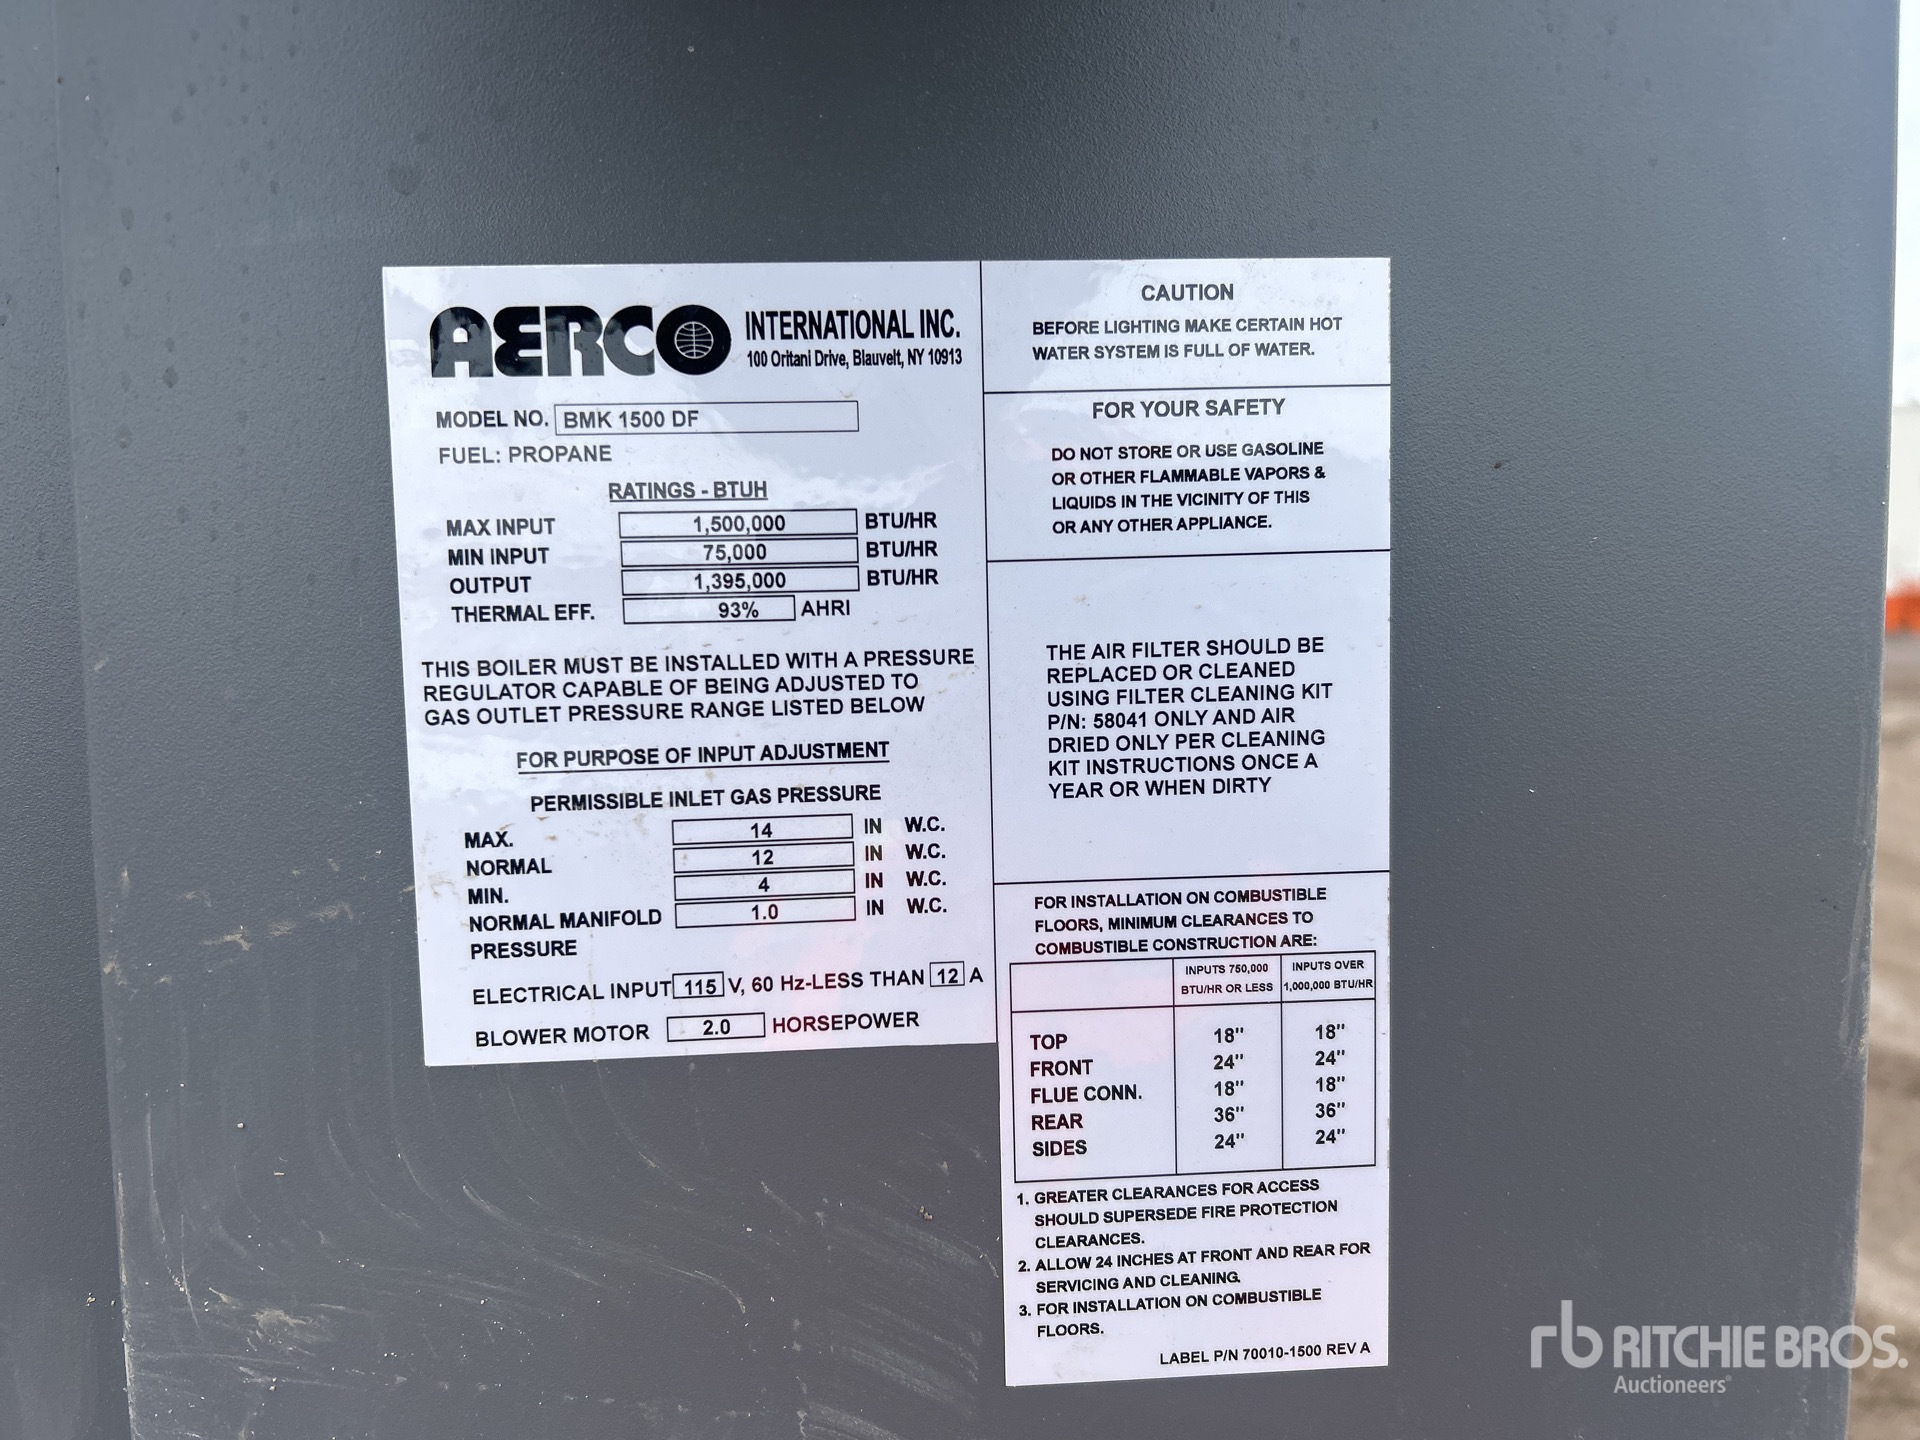 AERCO INTERNATIONAL INC.
100 Oritani Drive, Blauvelt, NY 10913
MODEL NO. BMK 1500 DF
FUEL: PROPANE
RATINGS - BTUH
MAX INPUT 1,500,000 BTU/HR
MIN INPUT 75,000 BTU/HR
OUTPUT 1,395,000 BTU/HR
THERMAL EFF. 93% AHRI
THIS BOILER MUST BE INSTALLED WITH A PRESSURE
REGULATOR CAPABLE OF BEING ADJUSTED TO
GAS OUTLET PRESSURE RANGE LISTED BELOW
FOR PURPOSE OF INPUT ADJUSTMENT
PERMISSIBLE INLET GAS PRESSURE
MAX. 14 IN W.C.
NORMAL 12 IN W.C.
MIN. 4 IN W.C.
NORMAL MANIFOLD 1.0 IN W.C.
PRESSURE
ELECTRICAL INPUT 115 V, 60 Hz-LESS THAN 12 A
BLOWER MOTOR 2.0 HORSEPOWER
CAUTION
BEFORE LIGHTING MAKE CERTAIN HOT
WATER SYSTEM IS FULL OF WATER.
FOR YOUR SAFETY
DO NOT STORE OR USE GASOLINE
OR OTHER FLAMMABLE VAPORS &
LIQUIDS IN THE VICINITY OF THIS
OR ANY OTHER APPLIANCE.
THE AIR FILTER SHOULD BE
REPLACED OR CLEANED
USING FILTER CLEANING KIT
P/N: 58041 ONLY AND AIR
DRIED ONLY PER CLEANING
KIT INSTRUCTIONS ONCE A
YEAR OR WHEN DIRTY
FOR INSTALLATION ON COMBUSTIBLE
FLOORS, MINIMUM CLEARANCES TO
COMBUSTIBLE CONSTRUCTION ARE:
INPUTS 750,000 INPUTS OVER
BTU/HR OR LESS 1,000,000 BTU/HR
TOP 18" 18"
FRONT 24" 24"
FLUE CONN. 18" 18"
REAR 36" 36"
SIDES 24" 24"
1. GREATER CLEARANCES FOR ACCESS
SHOULD SUPERSEDE FIRE PROTECTION
CLEARANCES.
2. ALLOW 24 INCHES AT FRONT AND REAR FOR
SERVICING AND CLEANING.
3. FOR INSTALLATION ON COMBUSTIBLE
FLOORS.
LABEL P/N 70010-1500 REV A
rb RITCHIE BROS.
Auctioneers